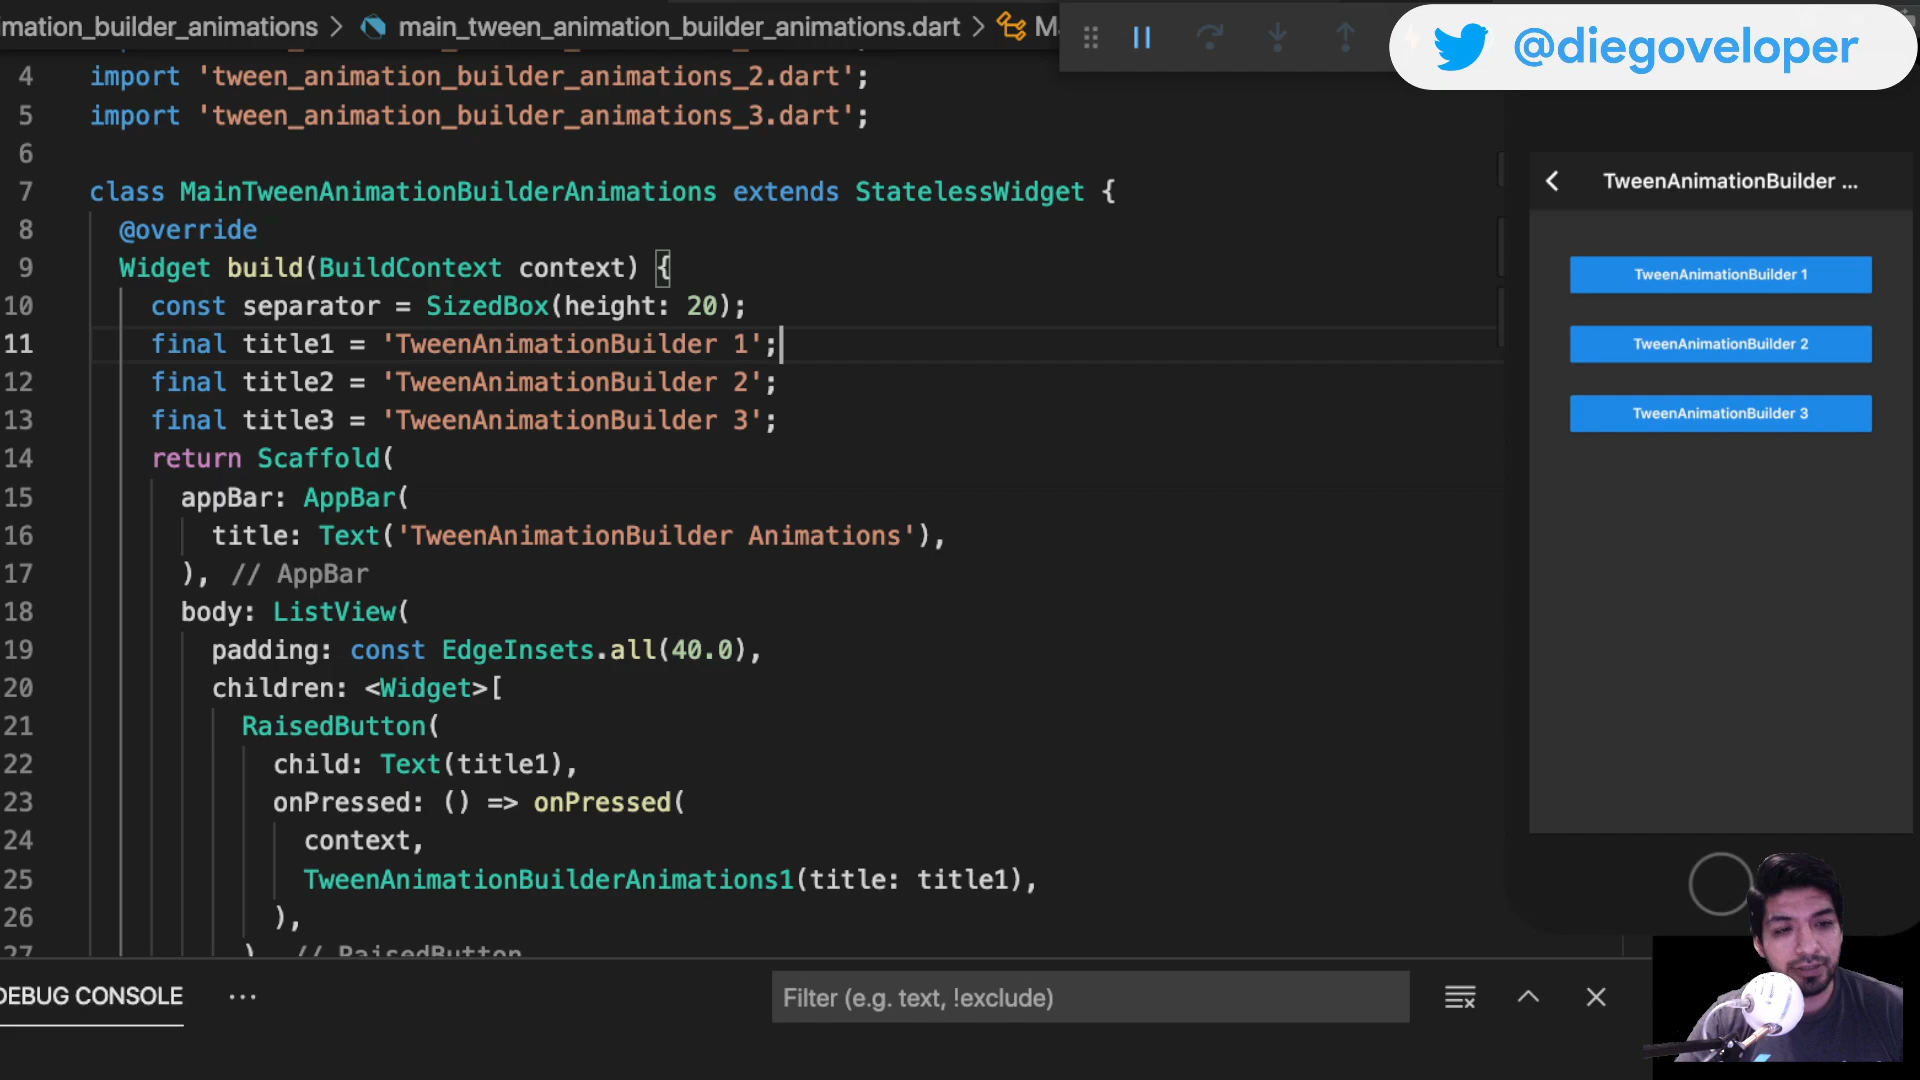 mation_builder_animations > main_tween_animation_builder_animations.dart >
@diegoveloper
4 import 'tween_animation_builder_animations_2.dart';
5 import 'tween_animation_builder_animations_3.dart';
6
7 class MainTweenAnimationBuilderAnimations extends StatelessWidget {
8 @override
9 Widget build(BuildContext context) {
10 const separator = SizedBox(height: 20);
11 final title1 = 'TweenAnimationBuilder 1';
12 final title2 = 'TweenAnimationBuilder 2';
13 final title3 = 'TweenAnimationBuilder 3';
14 return Scaffold(
15 appBar: AppBar(
16 title: Text('TweenAnimationBuilder Animations'),
17 ), // AppBar
18 body: ListView(
19 padding: const EdgeInsets.all(40.0),
20 children: <Widget>[
21 RaisedButton(
22 child: Text(title1),
23 onPressed: () => onPressed(
24 context,
25 TweenAnimationBuilderAnimations1(title: title1),
26 ),
27 ) // RaisedButton
TweenAnimationBuilder ...
TweenAnimationBuilder 1
TweenAnimationBuilder 2
TweenAnimationBuilder 3
DEBUG CONSOLE ...
Filter (e.g. text, !exclude)